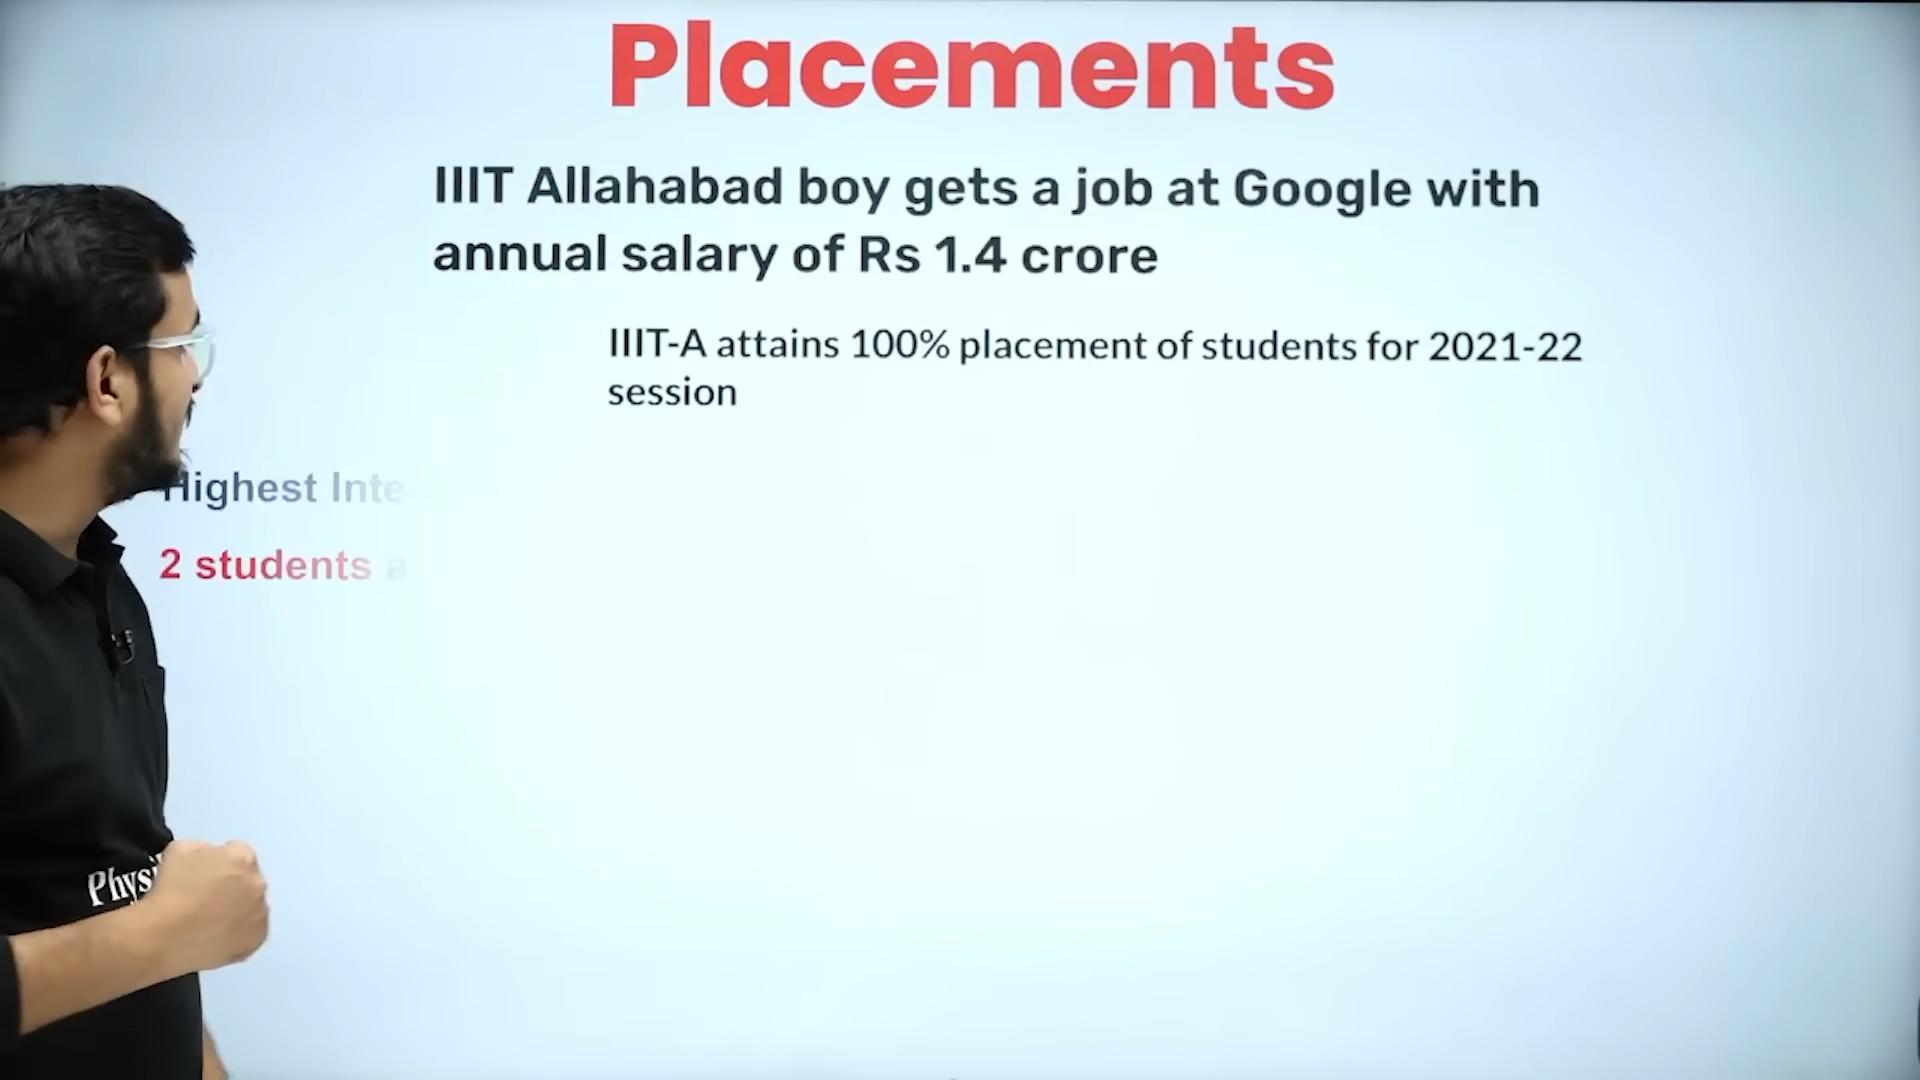 Placements
IIIT Allahabad boy gets a job at Google with
annual salary of Rs 1.4 crore
IIIT-A attains 100% placement of students for 2021-22
session
Highest
2 students